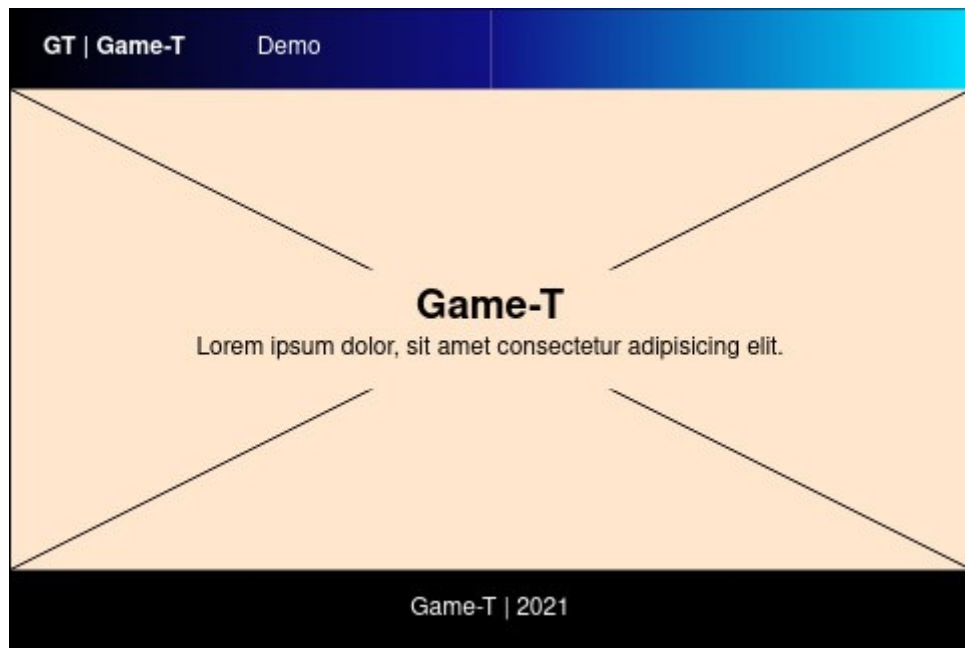 GT | Game-T Demo
Game-T
Lorem ipsum dolor, sit amet consectetur adipisicing elit.
Game-T | 2021